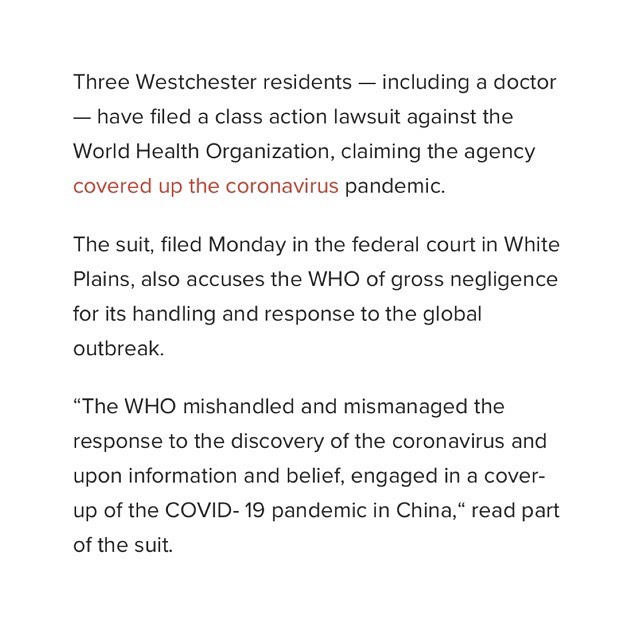 Three Westchester residents — including a doctor
— have filed a class action lawsuit against the
World Health Organization, claiming the agency
covered up the coronavirus pandemic.
The suit, filed Monday in the federal court in White
Plains, also accuses the WHO of gross negligence
for its handling and response to the global
outbreak.
“The WHO mishandled and mismanaged the
response to the discovery of the coronavirus and
upon information and belief, engaged in a cover-
up of the COVID- 19 pandemic in China,“ read part
of the suit.